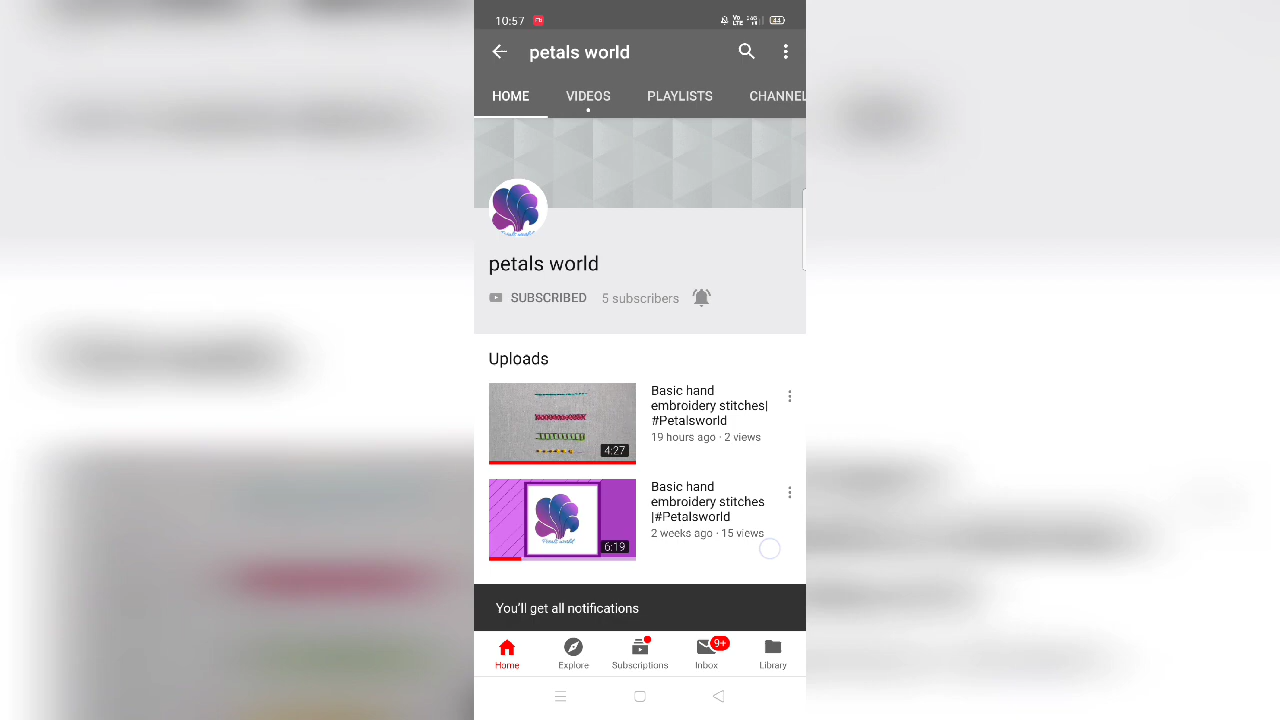 10:57
44
petals world
HOME VIDEOS PLAYLISTS CHANNEL
petals world
SUBSCRIBED 5 subscribers
Uploads
4:27
Basic hand
embroidery stitches|
#Petalsworld
19 hours ago · 2 views
6:19
Basic hand
embroidery stitches
|#Petalsworld
2 weeks ago · 15 views
You'll get all notifications
9+
Home Explore Subscriptions Inbox Library